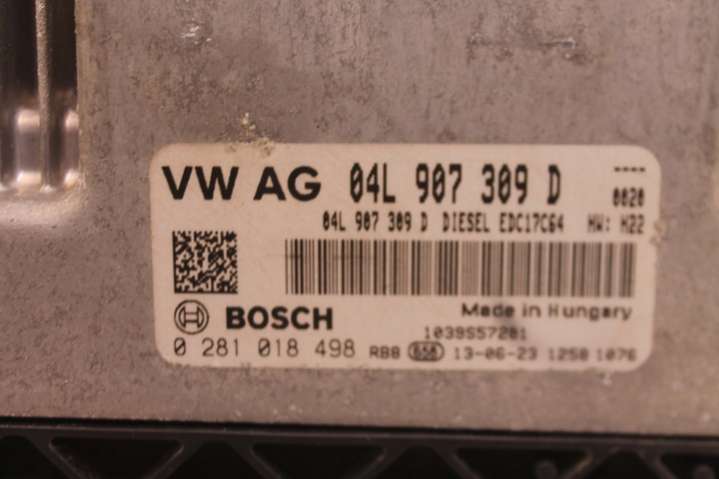 VW AG 04L 907 309 D ----
0020
04L 907 309 D DIESEL EDC17C64 HW: H22
BOSCH
Made in Hungary
1039S57201
0 281 018 498 RBB 13-06-23 1250 1076